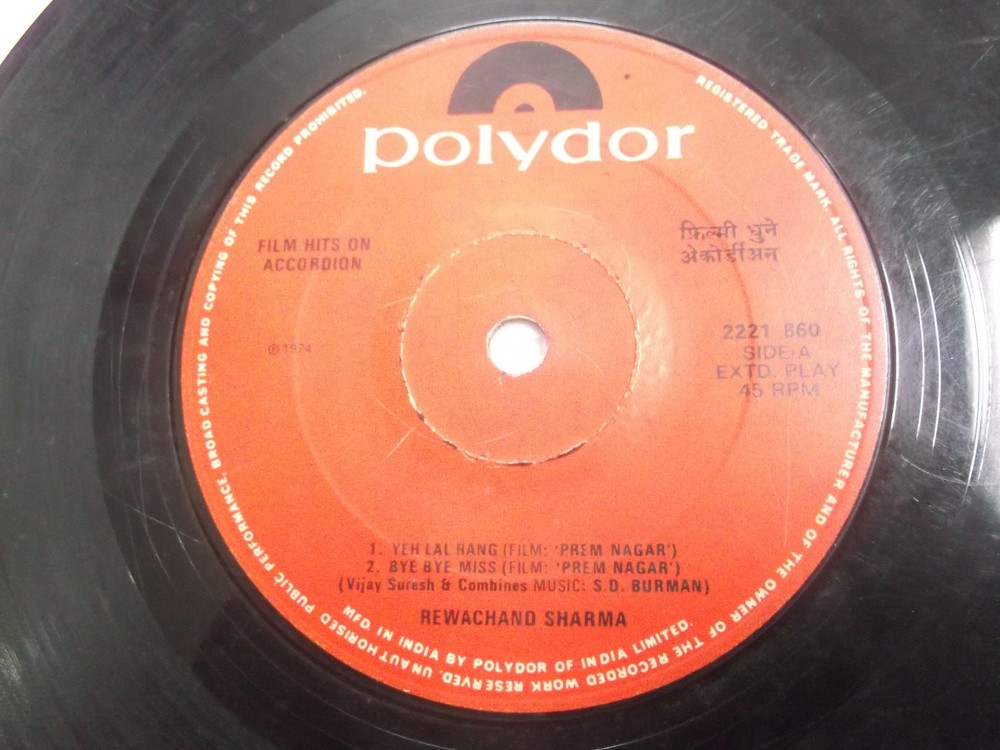 polydor
REGISTERED TRADE MARK. ALL RIGHTS OF THE MANUFACTURER AND OF THE OWNER OF THE RECORDED WORK RESERVED. UNAUTHORISED PUBLIC PERFORMANCE. BROADCASTING AND COPYING OF THIS RECORD PROHIBITED.
FILM HITS ON
ACCORDION
फ़िल्मी धुने
अेकोर्डीअन
℗ 1974
2221 860
SIDE-A
EXTD. PLAY
45 RPM
1. YEH LAL RANG (FILM: 'PREM NAGAR')
2. BYE BYE MISS (FILM: 'PREM NAGAR')
(Vijay Suresh & Combines MUSIC: S.D. BURMAN)
REWACHAND SHARMA
MFD. IN INDIA BY POLYDOR OF INDIA LIMITED.